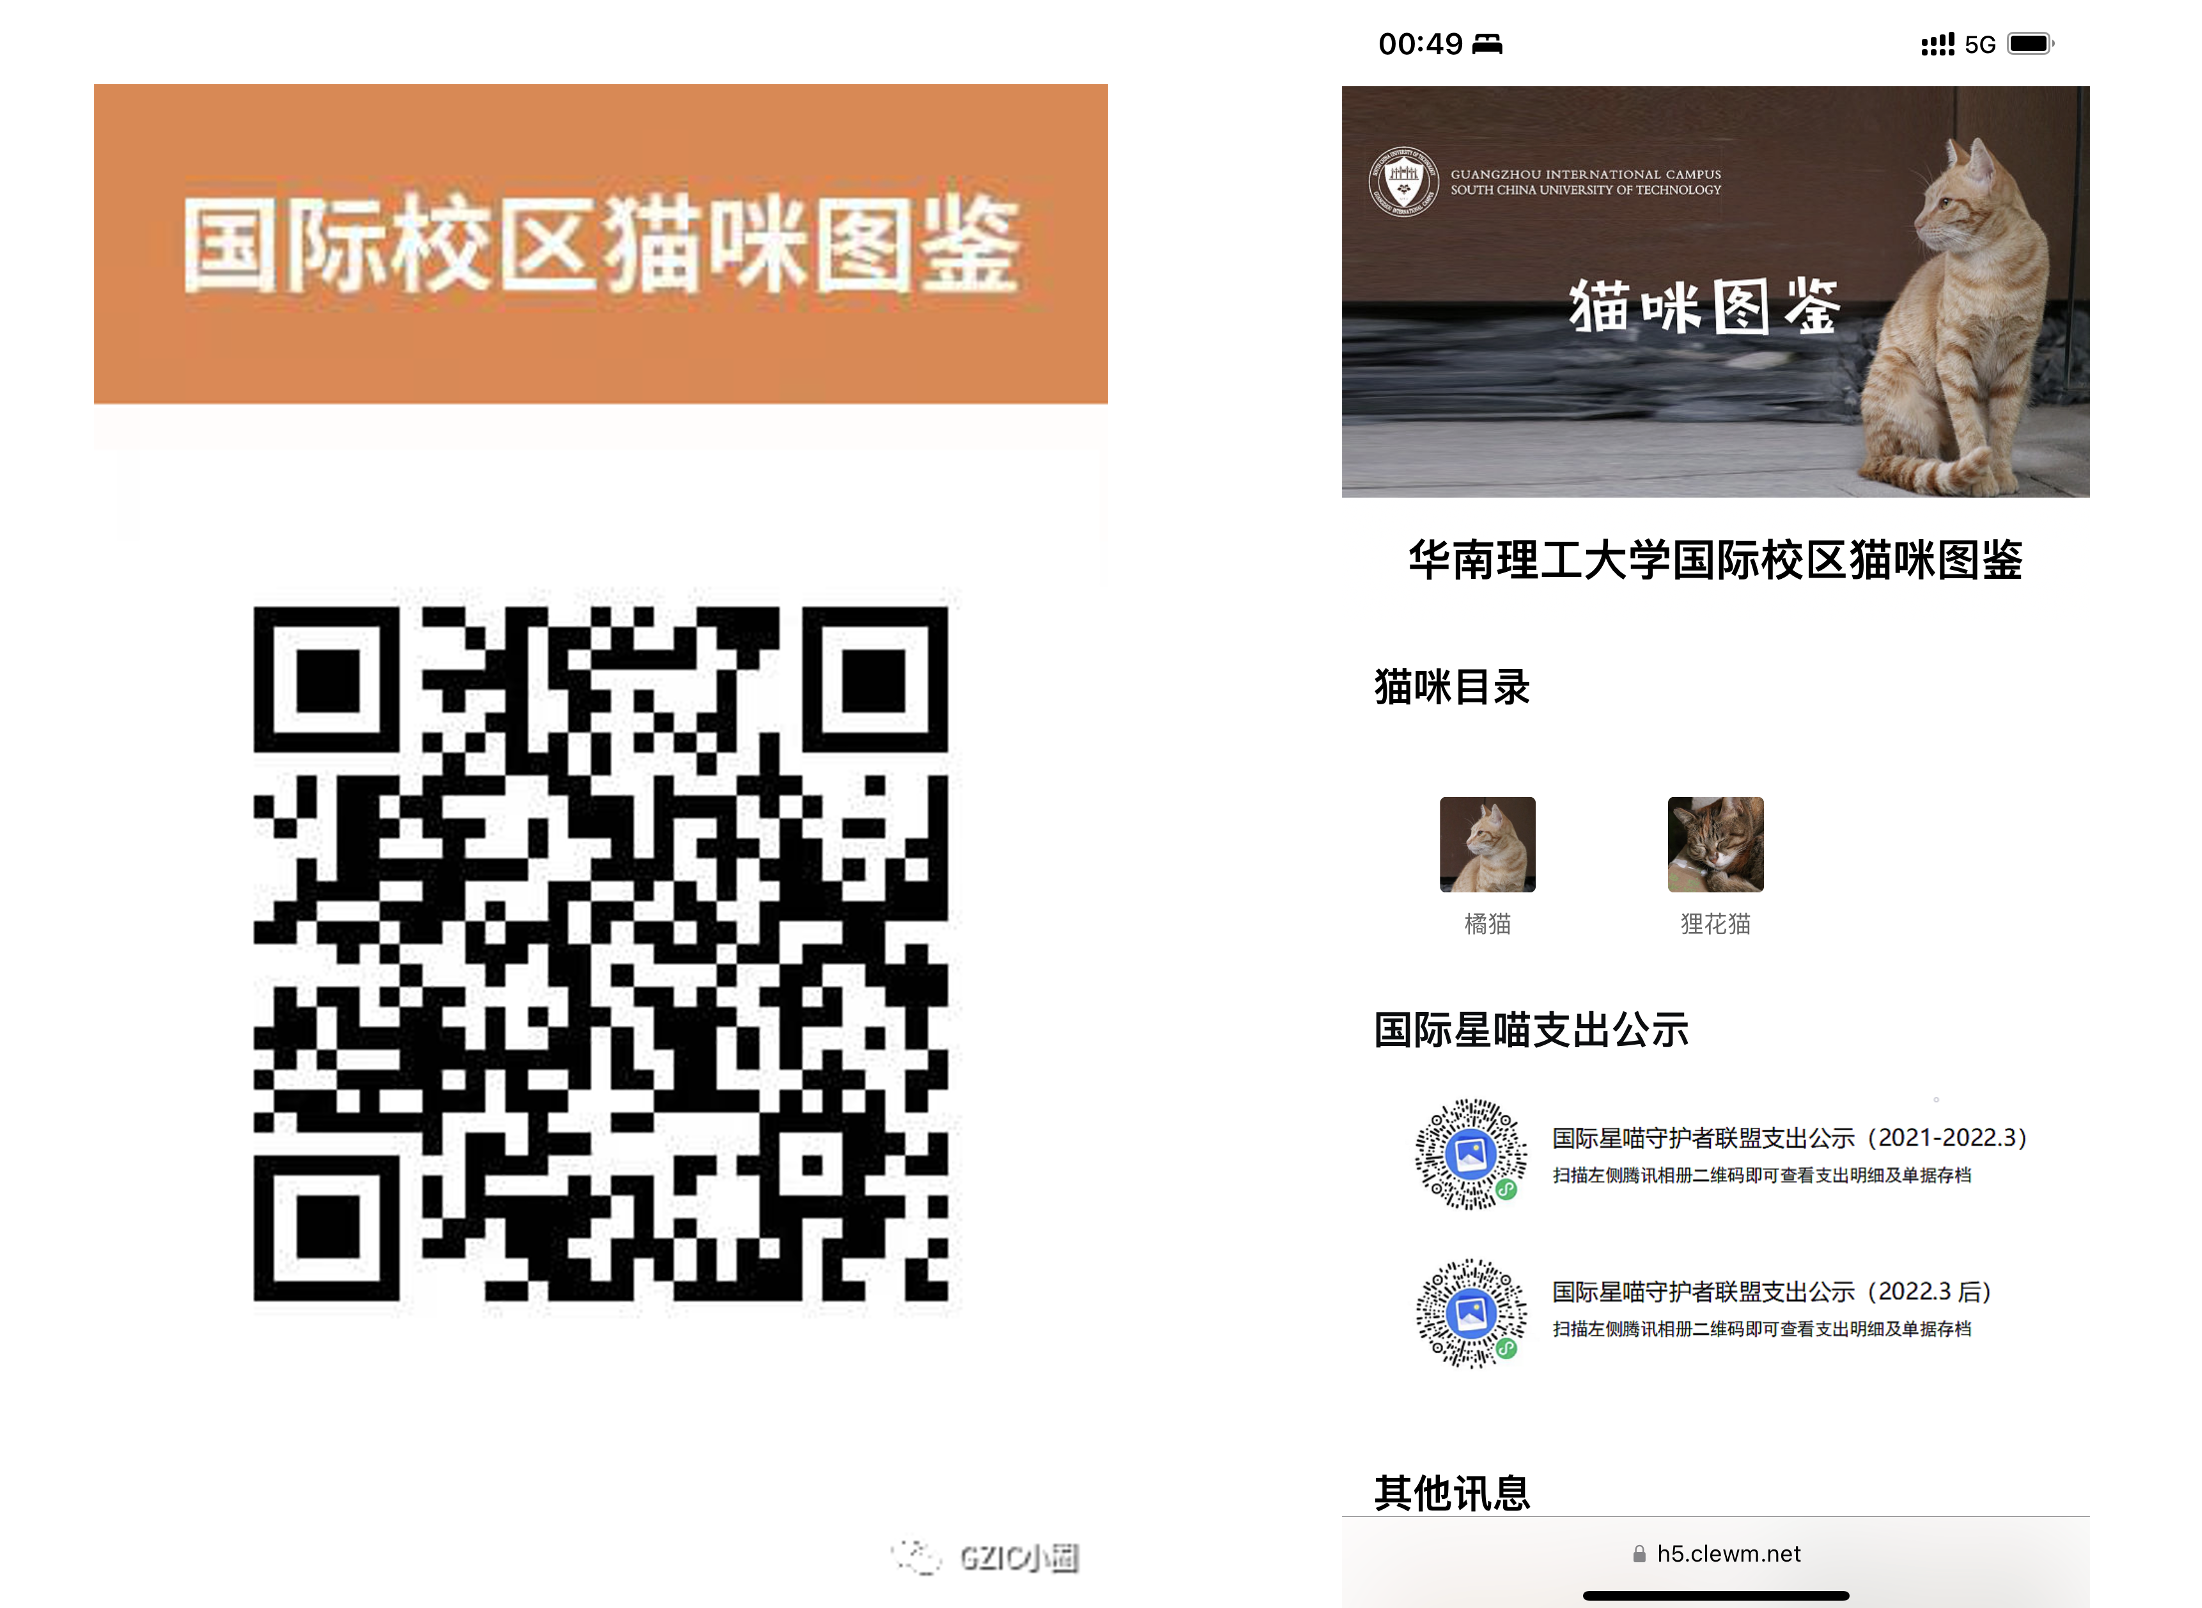 国际校区猫咪图鉴
GZIC小圈
00:49
5G
GUANGZHOU INTERNATIONAL CAMPUS
SOUTH CHINA UNIVERSITY OF TECHNOLOGY
猫咪图鉴
华南理工大学国际校区猫咪图鉴
猫咪目录
橘猫
狸花猫
国际星喵支出公示
国际星喵守护者联盟支出公示（2021-2022.3）
扫描左侧腾讯相册二维码即可查看支出明细及单据存档
国际星喵守护者联盟支出公示（2022.3 后）
扫描左侧腾讯相册二维码即可查看支出明细及单据存档
其他讯息
h5.clewm.net